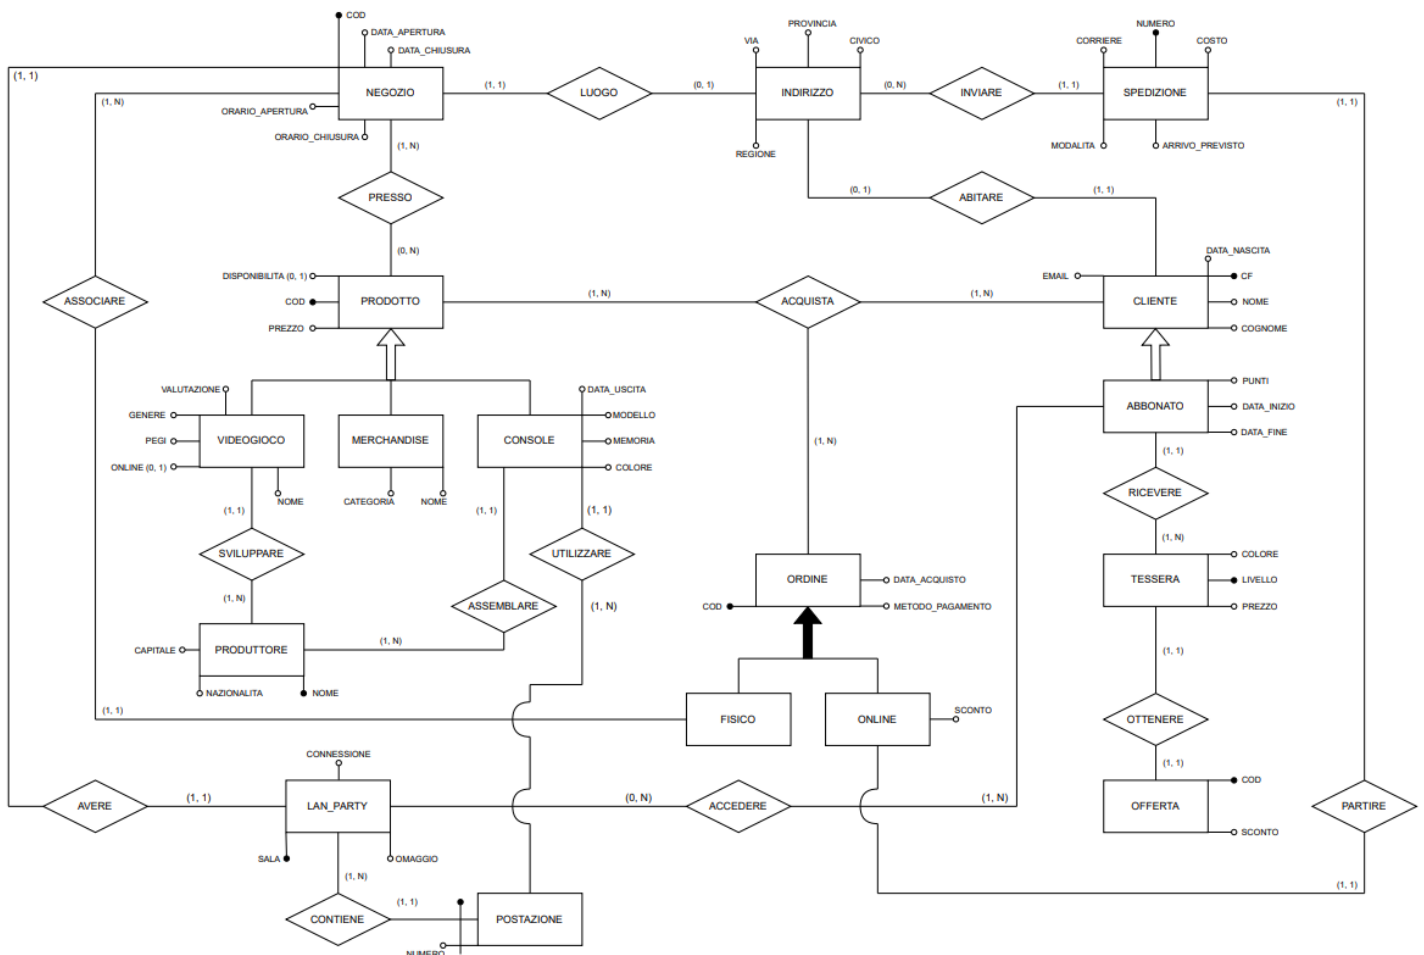 COD
PROVINCIA
NUMERO
DATA_APERTURA
VIA
CIVICO
CORRIERE
COSTO
DATA_CHIUSURA
(1, 1)
NEGOZIO
(1, 1)
LUOGO
(0, 1)
INDIRIZZO
(0, N)
INVIARE
(1, 1)
SPEDIZIONE
(1, N)
(1, 1)
ORARIO_APERTURA
ORARIO_CHIUSURA
(1, N)
REGIONE
MODALITA
ARRIVO_PREVISTO
PRESSO
(0, 1)
ABITARE
(1, 1)
(0, N)
DATA_NASCITA
DISPONIBILITA (0, 1)
EMAIL
CF
ASSOCIARE
COD
PRODOTTO
(1, N)
ACQUISTA
(1, N)
CLIENTE
NOME
PREZZO
COGNOME
VALUTAZIONE
DATA_USCITA
PUNTI
GENERE
MODELLO
ABBONATO
DATA_INIZIO
PEGI
VIDEOGIOCO
MERCHANDISE
CONSOLE
MEMORIA
(1, N)
DATA_FINE
ONLINE (0, 1)
COLORE
(1, 1)
NOME
CATEGORIA
NOME
RICEVERE
(1, 1)
(1, 1)
(1, 1)
(1, N)
SVILUPPARE
UTILIZZARE
COLORE
ORDINE
DATA_ACQUISTO
TESSERA
LIVELLO
(1, N)
ASSEMBLARE
(1, N)
COD
METODO_PAGAMENTO
PREZZO
CAPITALE
PRODUTTORE
(1, N)
(1, 1)
NAZIONALITA
NOME
(1, 1)
FISICO
ONLINE
SCONTO
OTTENERE
CONNESSIONE
(1, 1)
COD
AVERE
(1, 1)
LAN_PARTY
(0, N)
ACCEDERE
(1, N)
OFFERTA
PARTIRE
SCONTO
SALA
OMAGGIO
(1, N)
(1, 1)
CONTIENE
(1, 1)
POSTAZIONE
NUMERO